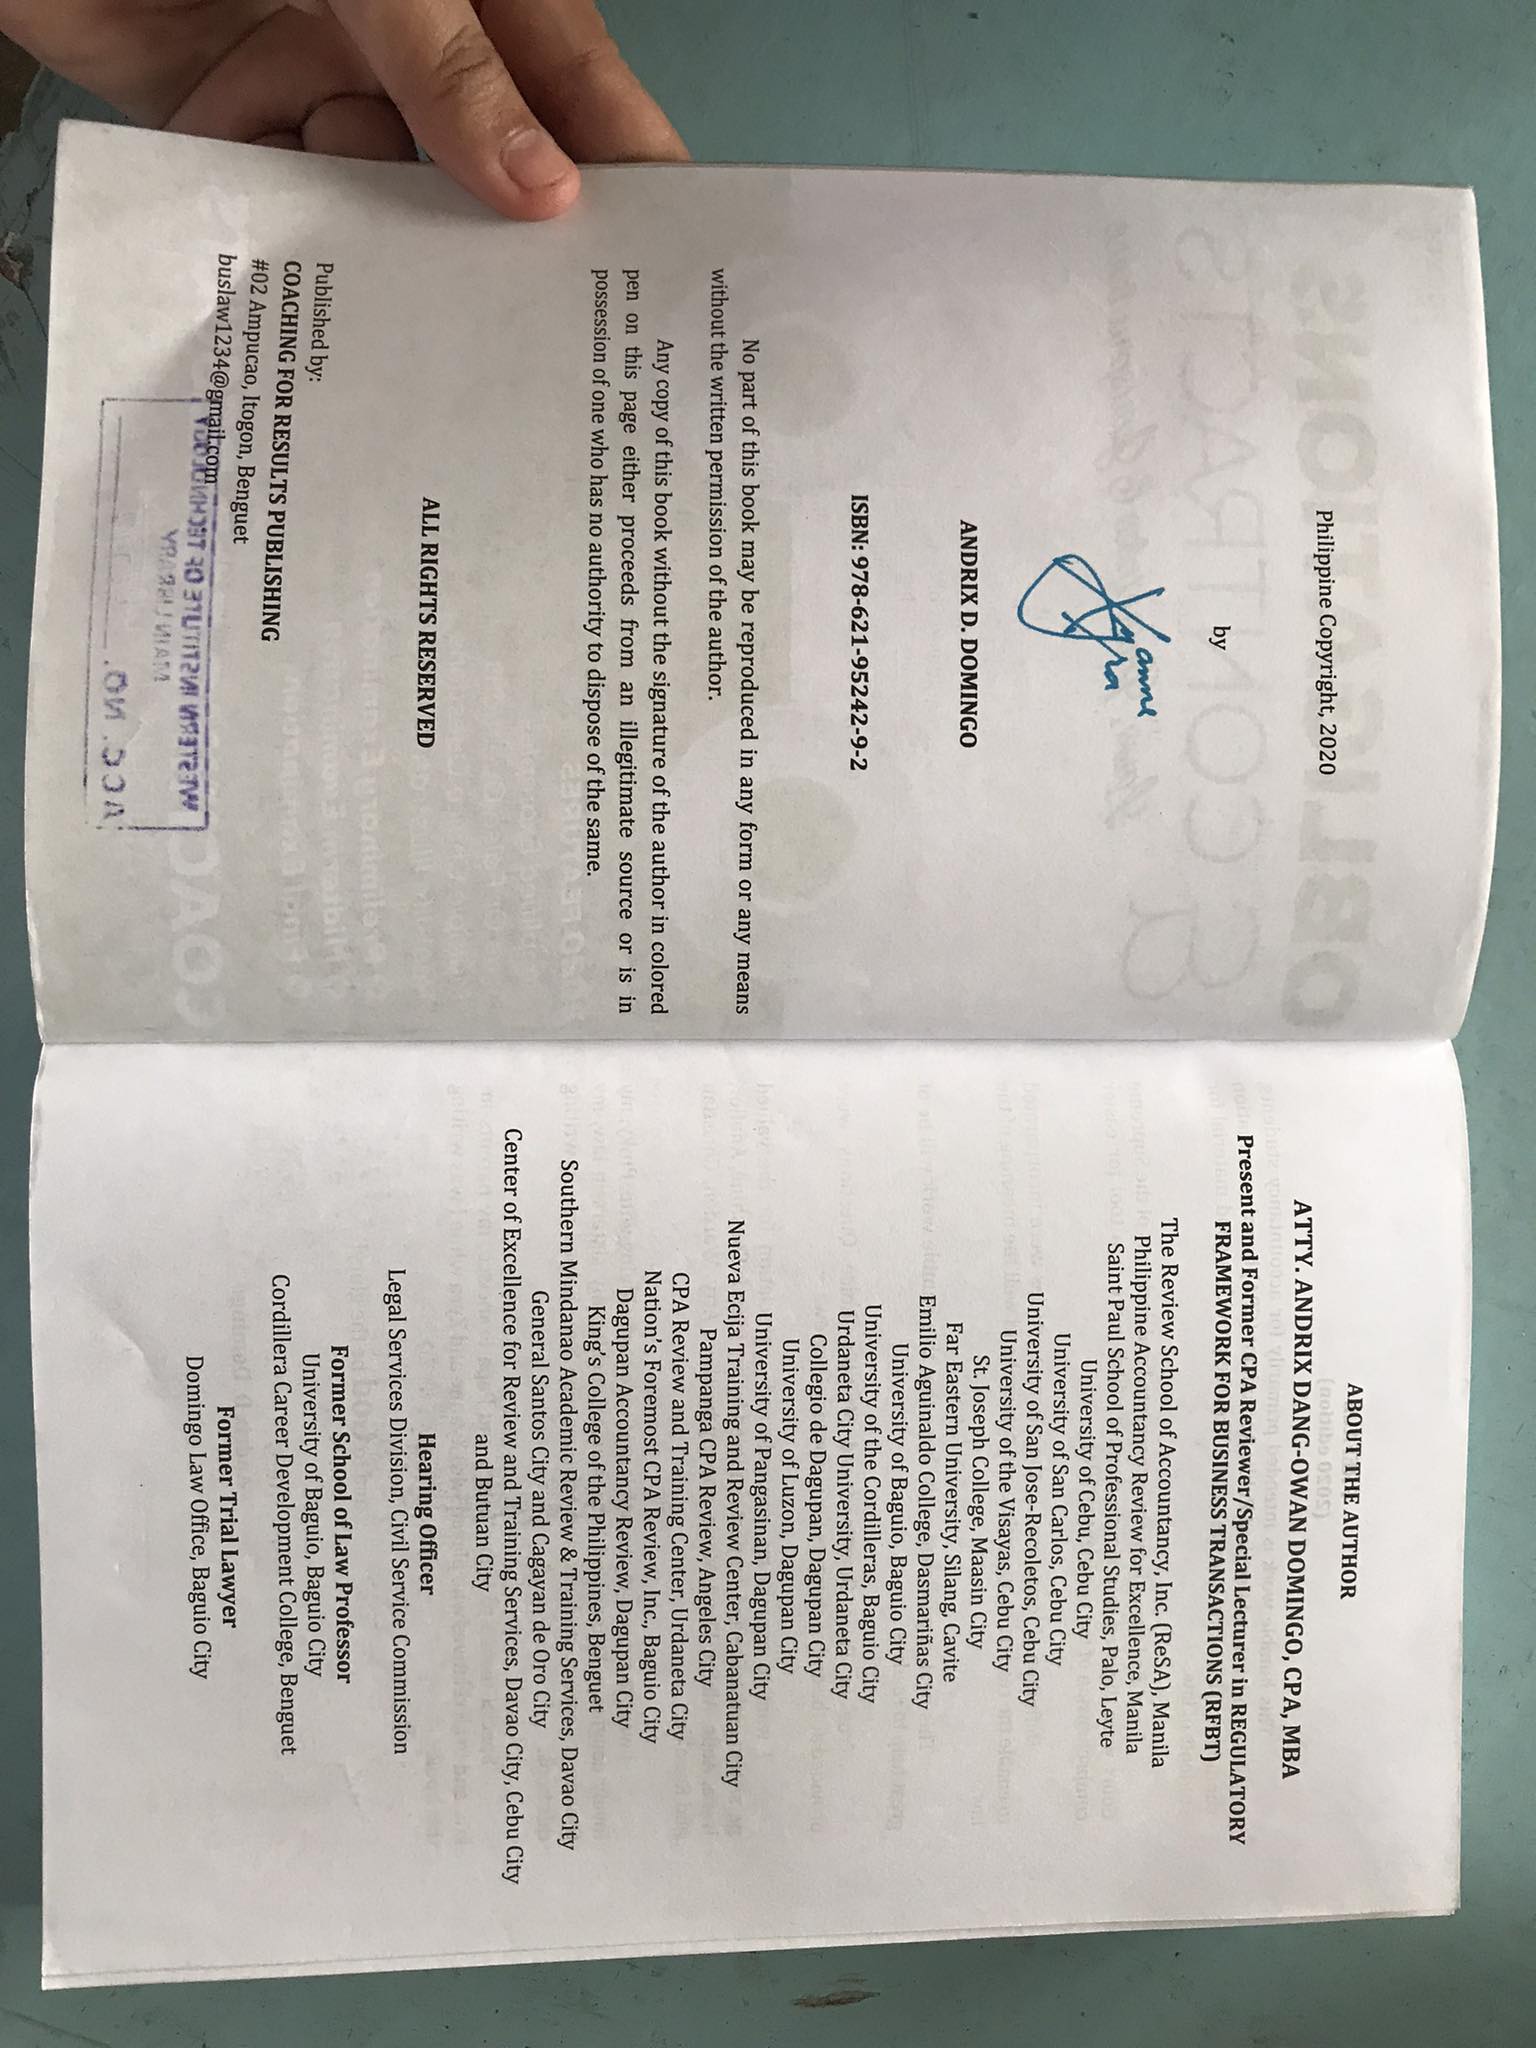 Philippine Copyright, 2020
by
Xyanne
Zyra
ANDRIX D. DOMINGO
ISBN: 978-621-95242-9-2
No part of this book may be reproduced in any form or any means
without the written permission of the author.
Any copy of this book without the signature of the author in colored
pen on this page either proceeds from an illegitimate source or is in
possession of one who has no authority to dispose of the same.
ALL RIGHTS RESERVED
Published by:
COACHING FOR RESULTS PUBLISHING
#02 Ampucao, Itogon, Benguet
buslaw1234@gmail.com
WESTERN INSTITUTE OF TECHNOLOGY
MAIN LIBRARY
ACC. NO.
ABOUT THE AUTHOR
ATTY. ANDRIX DANG-OWAN DOMINGO, CPA, MBA
Present and Former CPA Reviewer/Special Lecturer in REGULATORY
FRAMEWORK FOR BUSINESS TRANSACTIONS (RFBT)
The Review School of Accountancy, Inc. (ReSA), Manila
Philippine Accountancy Review for Excellence, Manila
Saint Paul School of Professional Studies, Palo, Leyte
University of Cebu, Cebu City
University of San Carlos, Cebu City
University of San Jose-Recoletos, Cebu City
University of the Visayas, Cebu City
St. Joseph College, Maasin City
Far Eastern University, Silang, Cavite
Emilio Aguinaldo College, Dasmariñas City
University of Baguio, Baguio City
University of the Cordilleras, Baguio City
Urdaneta City University, Urdaneta City
Collegio de Dagupan, Dagupan City
University of Luzon, Dagupan City
University of Pangasinan, Dagupan City
Nueva Ecija Training and Review Center, Cabanatuan City
Pampanga CPA Review, Angeles City
CPA Review and Training Center, Urdaneta City
Nation's Foremost CPA Review, Inc., Baguio City
Dagupan Accountancy Review, Dagupan City
King's College of the Philippines, Benguet
Southern Mindanao Academic Review & Training Services, Davao City
General Santos City and Cagayan de Oro City
Center of Excellence for Review and Training Services, Davao City, Cebu City
and Butuan City
Hearing Officer
Legal Services Division, Civil Service Commission
Former School of Law Professor
University of Baguio, Baguio City
Cordillera Career Development College, Benguet
Former Trial Lawyer
Domingo Law Office, Baguio City